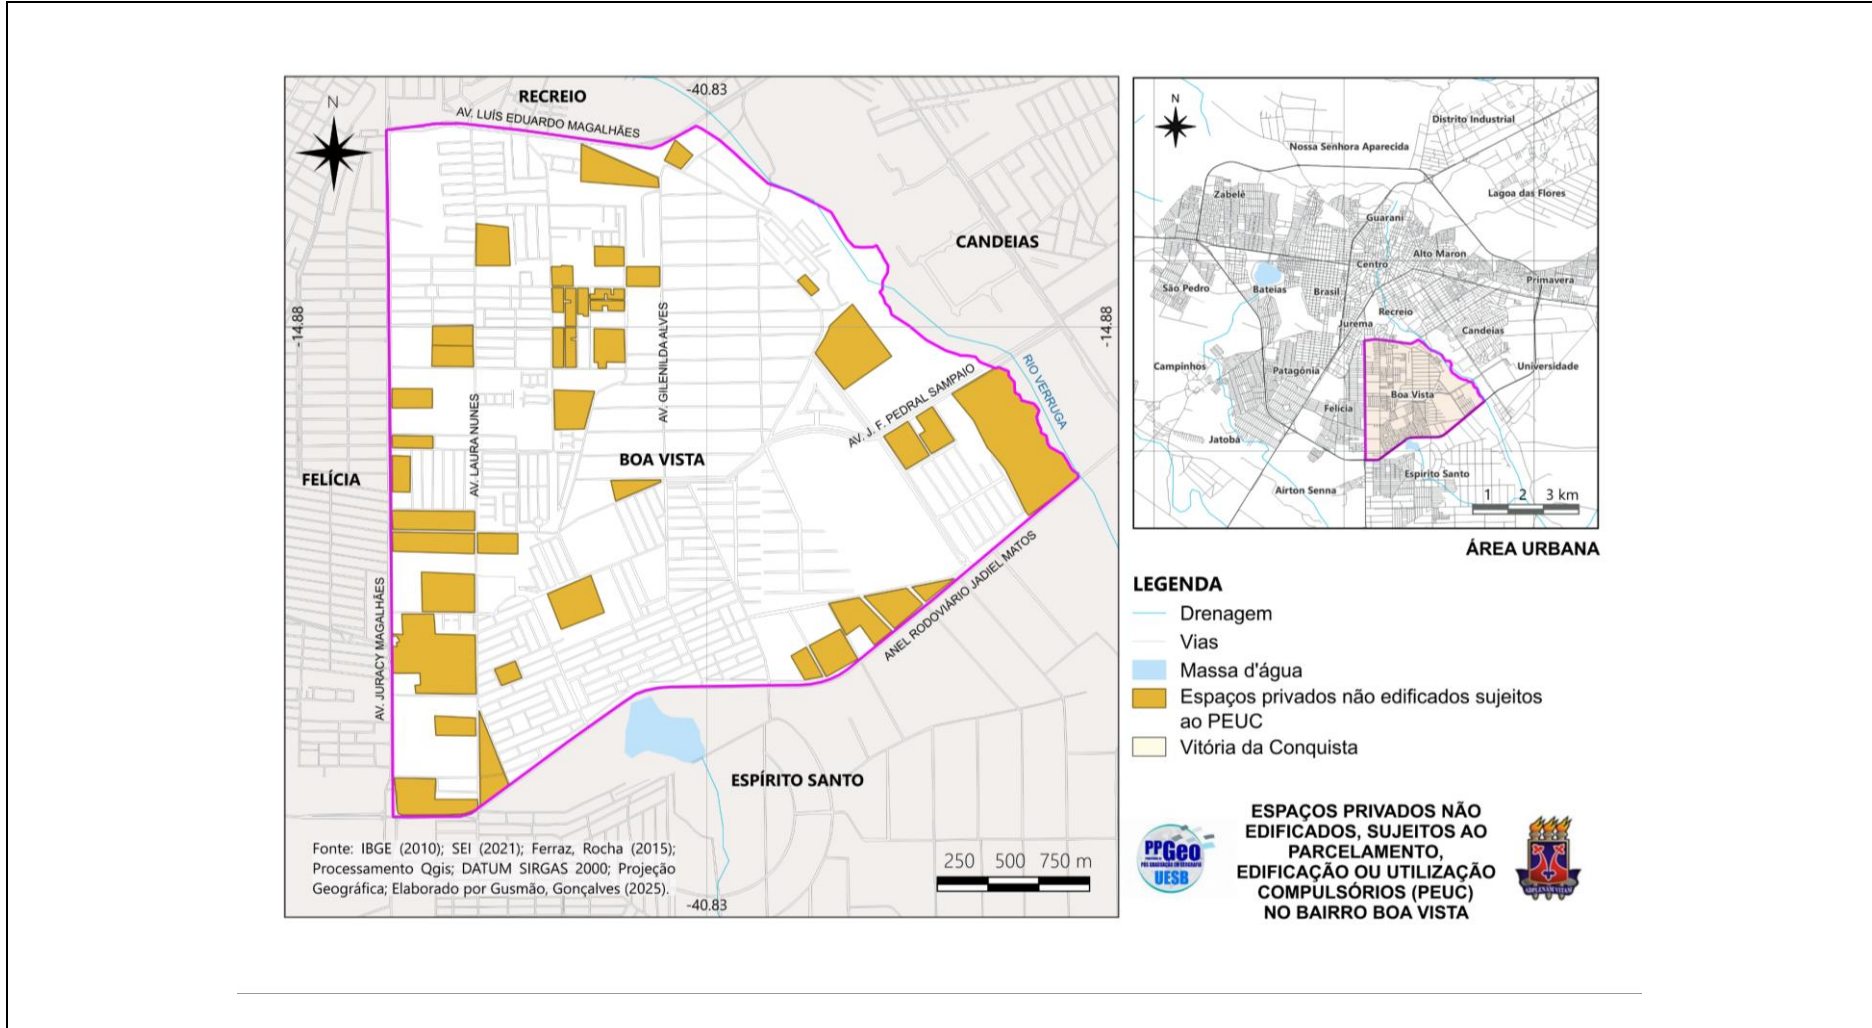 RECREIO
AV. LUÍS EDUARDO MAGALHÃES
-40.83
N
CANDEIAS
-14.88
-14.88
AV. GILENILDA ALVES
RIO VERRUGA
AV. J. F. PEDRAL SAMPAIO
AV. LAURA NUNES
BOA VISTA
FELÍCIA
ANEL RODOVIÁRIO JADIEL MATOS
AV. JURACY MAGALHÃES
ESPÍRITO SANTO
Fonte: IBGE (2010); SEI (2021); Ferraz, Rocha (2015);
Processamento Qgis; DATUM SIRGAS 2000; Projeção
Geográfica; Elaborado por Gusmão, Gonçalves (2025).
250 500 750 m
-40.83
N
Distrito Industrial
Nossa Senhora Aparecida
Zabelê
Lagoa das Flores
Guarani
Alto Maron
Centro
Primavera
São Pedro
Bateias
Brasil
Recreio
Jurema
Candeias
Campinhos
Patagônia
Universidade
Boa Vista
Felícia
Jatobá
Espírito Santo
Airton Senna
1 2 3 km
ÁREA URBANA
LEGENDA
Drenagem
Vias
Massa d'água
Espaços privados não edificados sujeitos
ao PEUC
Vitória da Conquista
PPGeo
UESB
ESPAÇOS PRIVADOS NÃO
EDIFICADOS, SUJEITOS AO
PARCELAMENTO,
EDIFICAÇÃO OU UTILIZAÇÃO
COMPULSÓRIOS (PEUC)
NO BAIRRO BOA VISTA